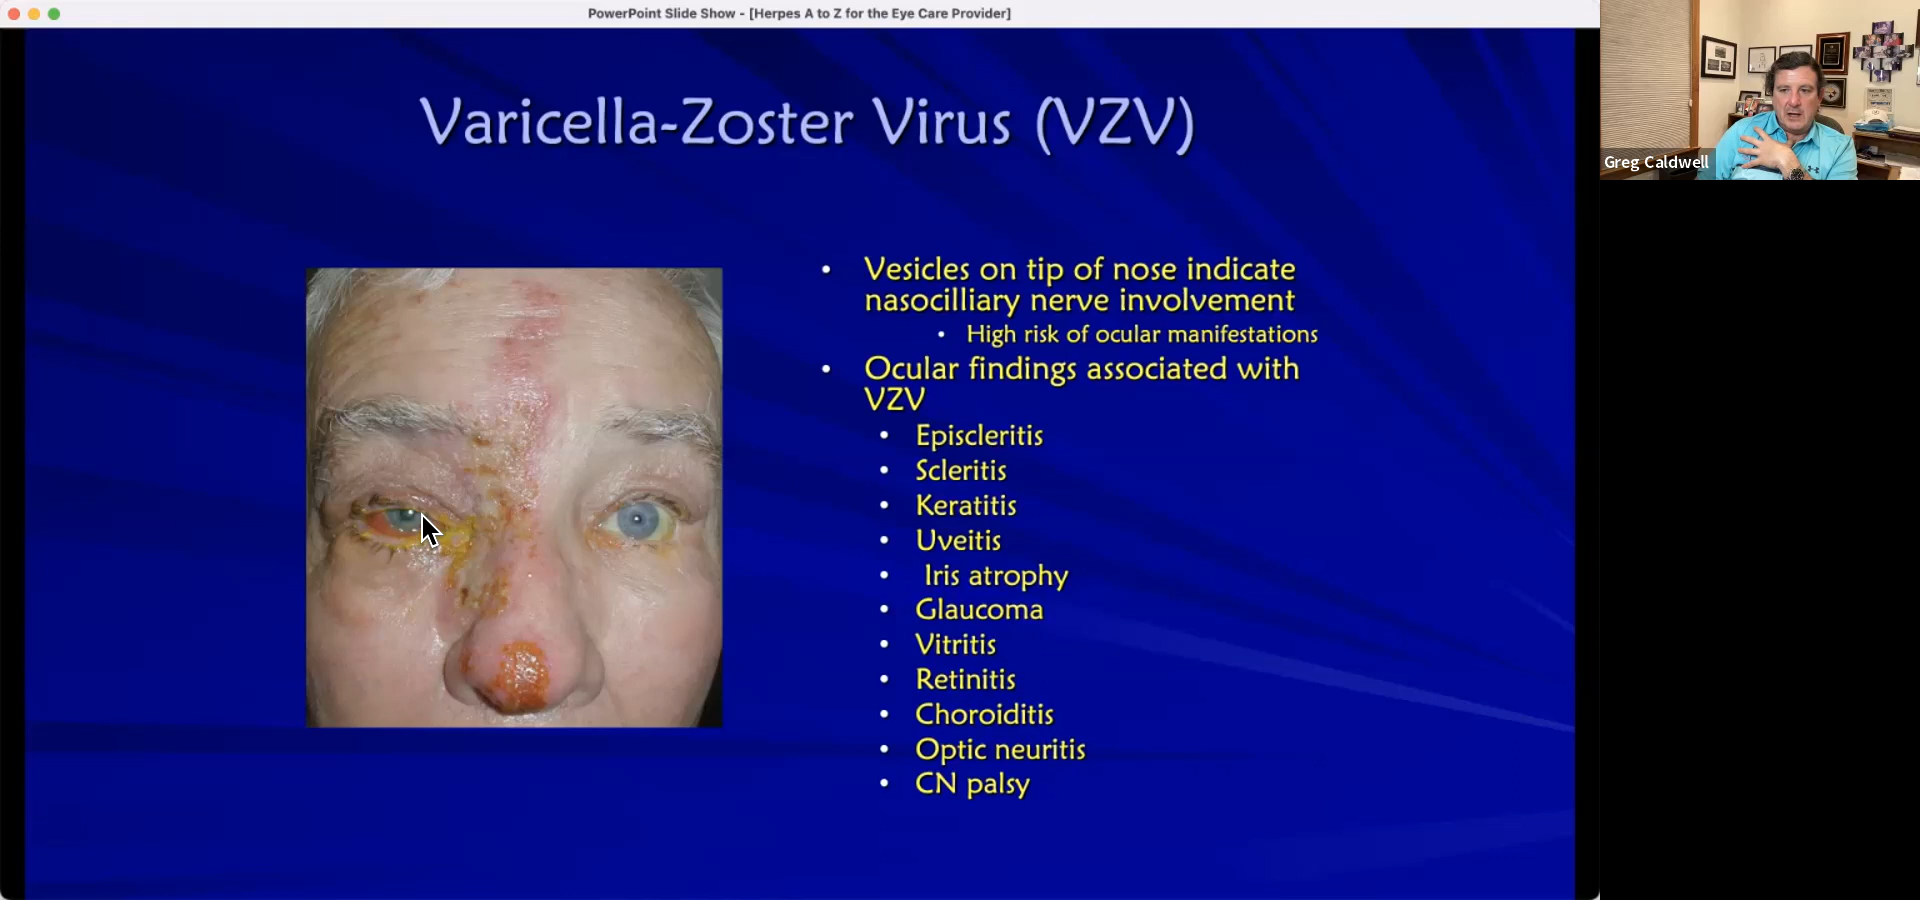 PowerPoint Slide Show - [Herpes A to Z for the Eye Care Provider]
Varicella-Zoster Virus (VZV)
• Vesicles on tip of nose indicate
nasocilliary nerve involvement
• High risk of ocular manifestations
• Ocular findings associated with
VZV
• Episcleritis
• Scleritis
• Keratitis
• Uveitis
• Iris atrophy
• Glaucoma
• Vitritis
• Retinitis
• Choroiditis
• Optic neuritis
• CN palsy
Greg Caldwell